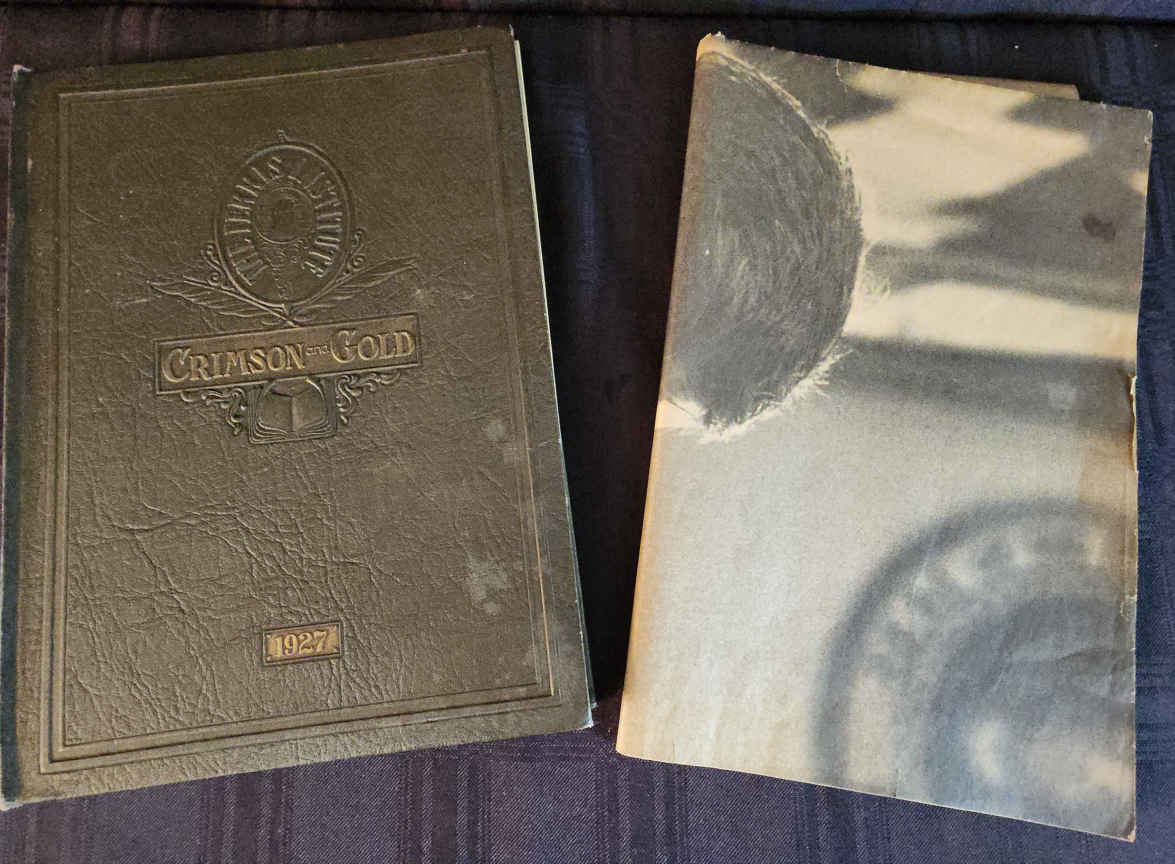 THE FERRIS INSTITUTE
CRIMSON and GOLD
1927